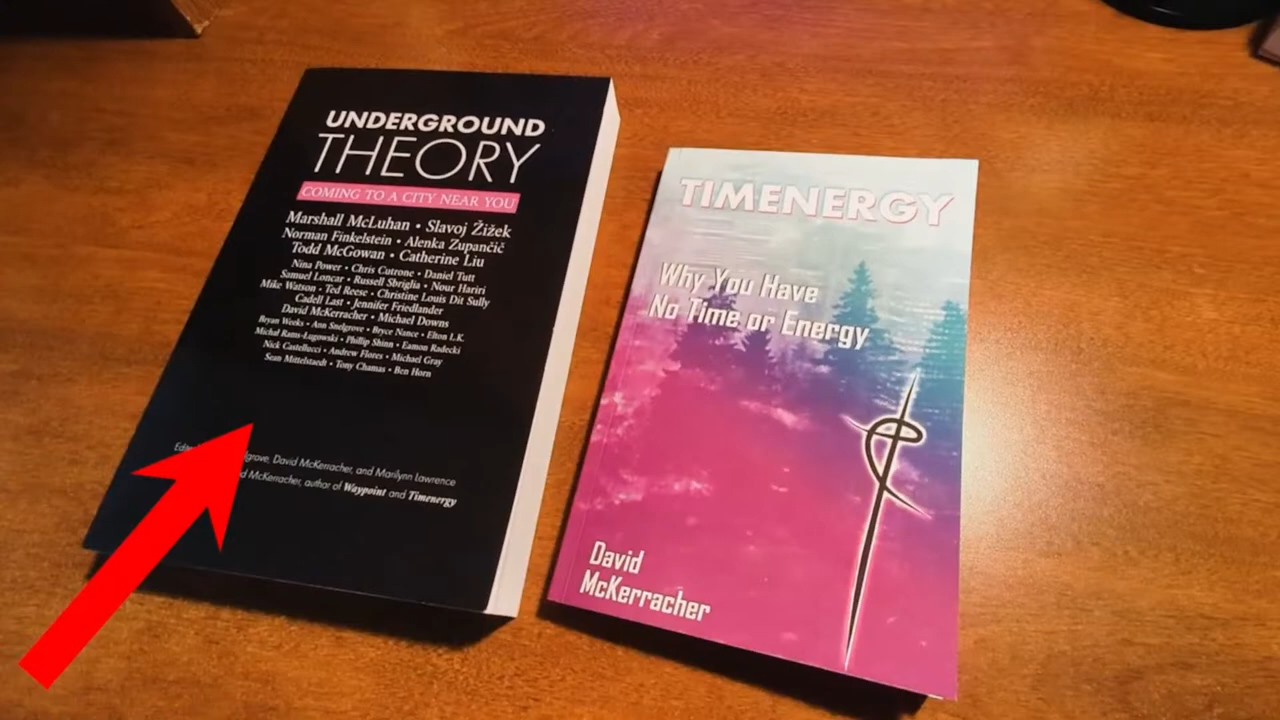 UNDERGROUND
THEORY
COMING TO A CITY NEAR YOU
Marshall McLuhan • Slavoj Žižek
Norman Finkelstein • Alenka Zupančič
Todd McGowan • Catherine Liu
Nina Power • Chris Cutrone • Daniel Tutt
Samuel Loncar • Russell Sbriglia • Nour Hariri
Mike Watson • Ted Reese • Christine Louis Dit Sully
Cadell Last • Jennifer Friedlander
David McKerracher • Michael Downs
Bryan Weeks • Ann Snelgrove • Bryce Nance • Elton L.K.
Michał Rams-Ługowski • Phillip Shinn • Eamon Radecki
Nick Castellucci • Andrew Flores • Michael Gray
Sean Mittelstaedt • Tony Chamas • Ben Horn
David McKerracher, and Marilynn Lawrence
McKerracher, author of Waypoint and Timenergy
TIMENERGY
Why You Have
No Time or Energy
David
McKerracher